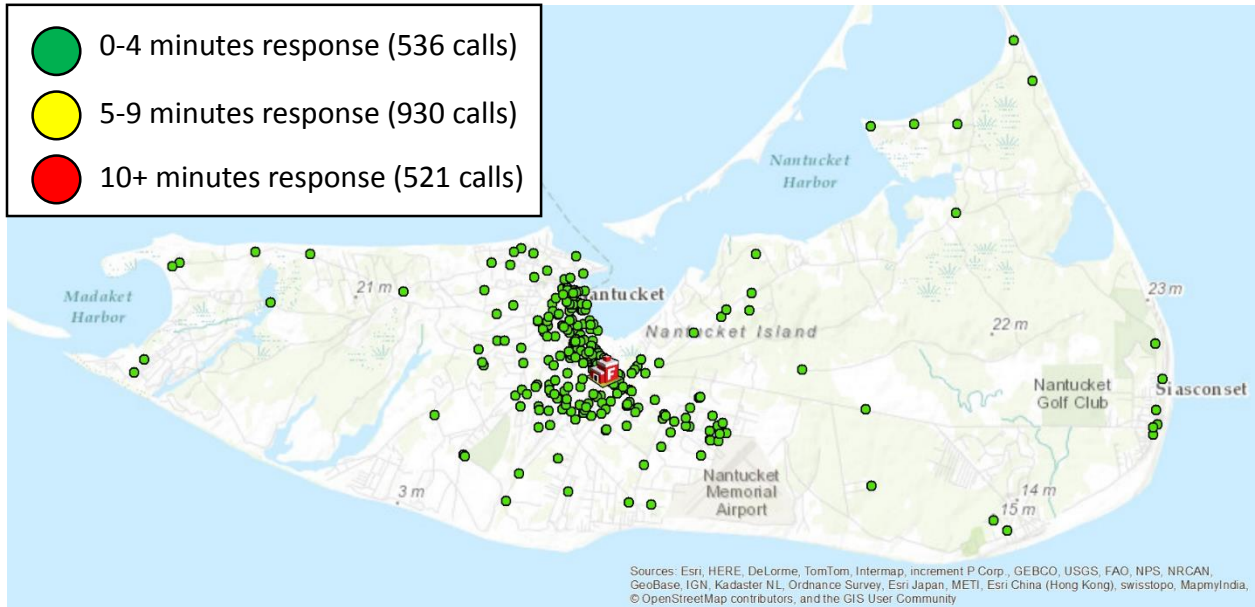 0-4 minutes response (536 calls)
5-9 minutes response (930 calls)
10+ minutes response (521 calls)
Nantucket
Harbor
Madaket
Harbor
21 m
Nantucket
23 m
Nantucket Island
22 m
Nantucket
Golf Club
Siasconset
F
Nantucket
Memorial
Airport
3 m
14 m
15 m
Sources: Esri, HERE, DeLorme, TomTom, Intermap, increment P Corp., GEBCO, USGS, FAO, NPS, NRCAN,
GeoBase, IGN, Kadaster NL, Ordnance Survey, Esri Japan, METI, Esri China (Hong Kong), swisstopo, MapmyIndia,
© OpenStreetMap contributors, and the GIS User Community